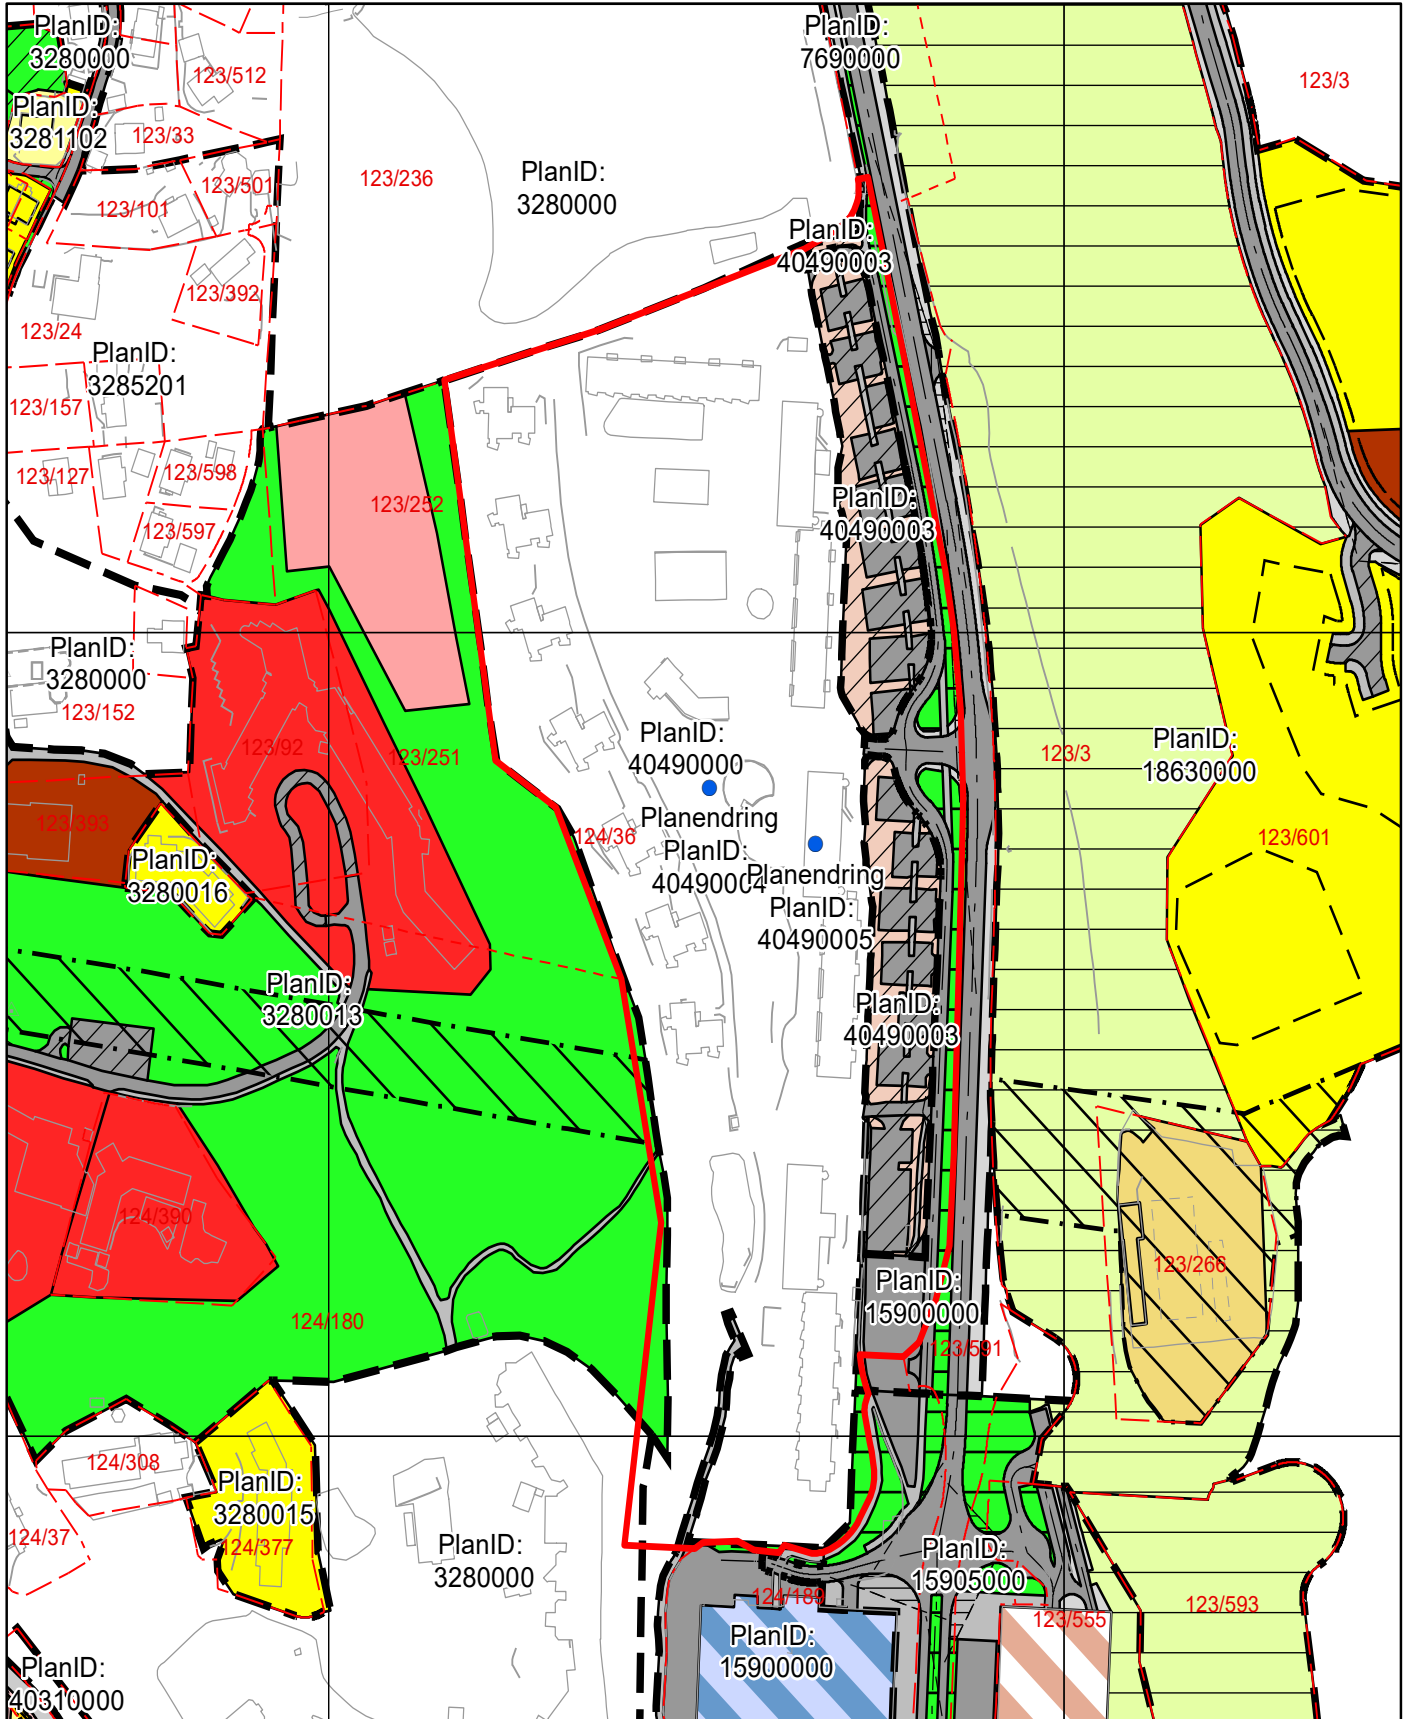 PlanID:
3280000
PlanID:
7690000
123/512
123/3
PlanID:
3281102
123/33
123/236
PlanID:
3280000
123/501
123/101
PlanID:
40490003
123/392
123/24
PlanID:
3285201
123/157
123/127
123/598
123/252
PlanID:
40490003
123/597
PlanID:
3280000
123/152
123/92
123/251
PlanID:
40490000
123/3
PlanID:
18630000
123/393
124/36
Planendring
PlanID:
40490004
123/601
PlanID:
3280016
Planendring
PlanID:
40490005
PlanID:
3280013
PlanID:
40490003
124/390
123/266
PlanID:
15900000
124/180
123/591
124/308
PlanID:
3280015
124/37
124/377
PlanID:
3280000
PlanID:
15905000
124/189
123/555
123/593
PlanID:
15900000
PlanID:
40310000